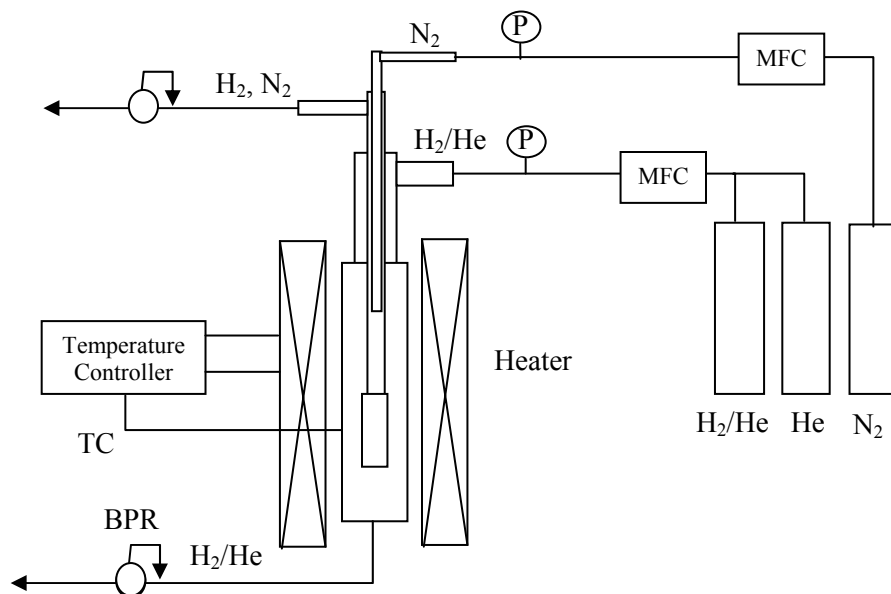 N₂
P
MFC
H₂, N₂
H₂/He
P
MFC
Temperature
Controller
Heater
TC
H₂/He
He
N₂
BPR
H₂/He